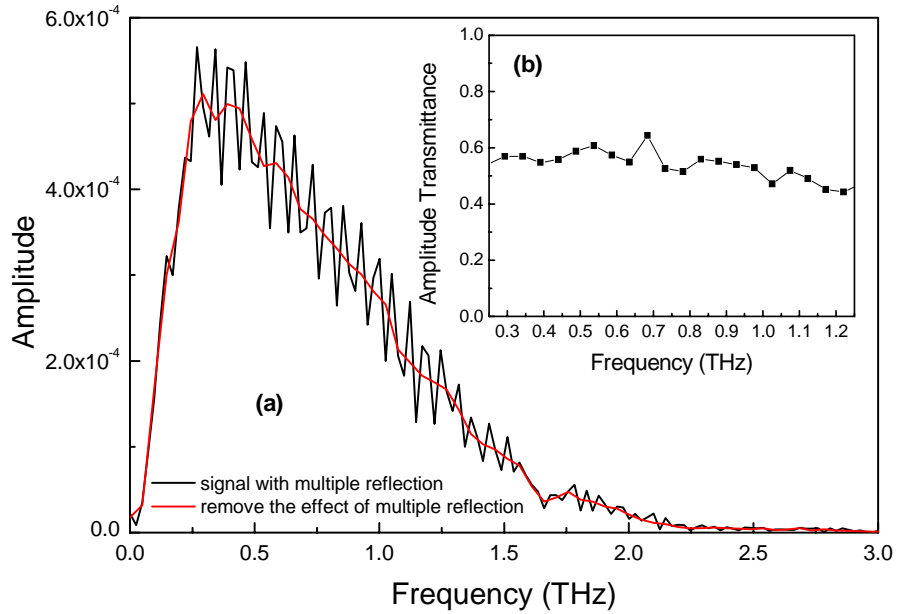 6.0x10-4
4.0x10-4
2.0x10-4
0.0
Amplitude
0.0 0.5 1.0 1.5 2.0 2.5 3.0
Frequency (THz)
(a)
signal with multiple reflection
remove the effect of multiple reflection
(b)
1.0
0.8
0.6
0.4
0.2
0.0
Amplitude Transmittance
0.3 0.4 0.5 0.6 0.7 0.8 0.9 1.0 1.1 1.2
Frequency (THz)